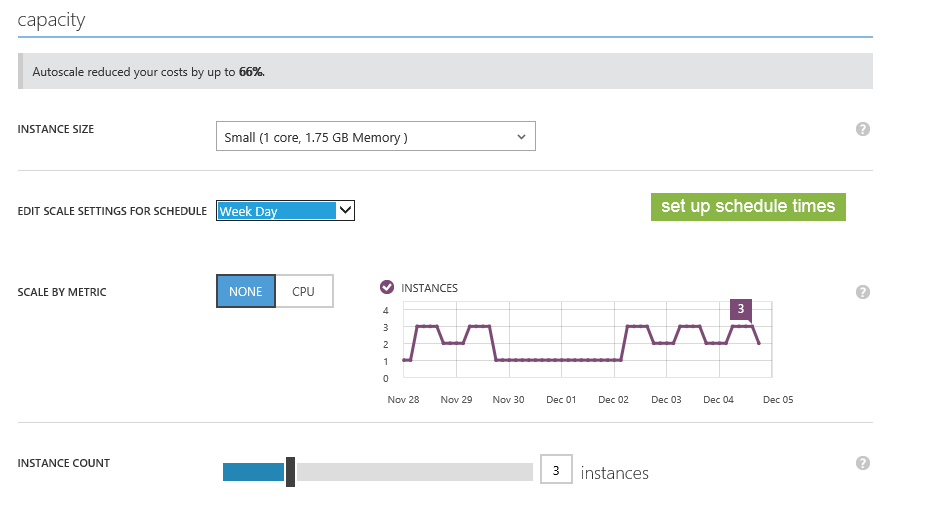 capacity
Autoscale reduced your costs by up to 66%.
INSTANCE SIZE
Small (1 core, 1.75 GB Memory )
?
EDIT SCALE SETTINGS FOR SCHEDULE
Week Day
set up schedule times
SCALE BY METRIC
NONE
CPU
INSTANCES
?
3
4
3
2
1
0
Nov 28 Nov 29 Nov 30 Dec 01 Dec 02 Dec 03 Dec 04 Dec 05
INSTANCE COUNT
3
instances
?